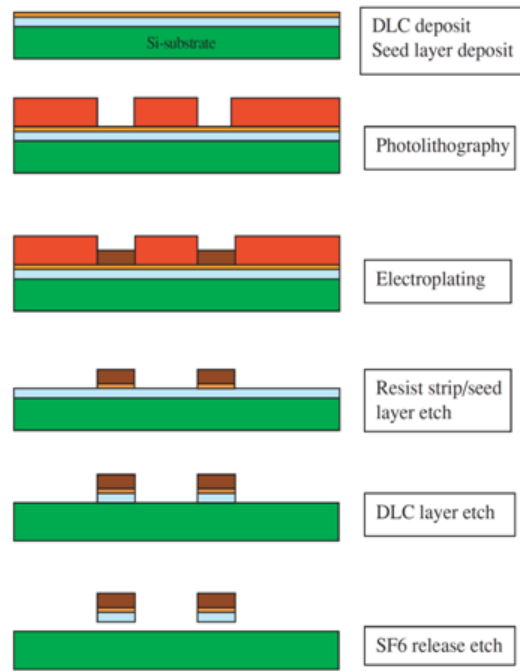 DLC deposit
Seed layer deposit
Si-substrate
Photolithography
Electroplating
Resist strip/seed
layer etch
DLC layer etch
SF6 release etch